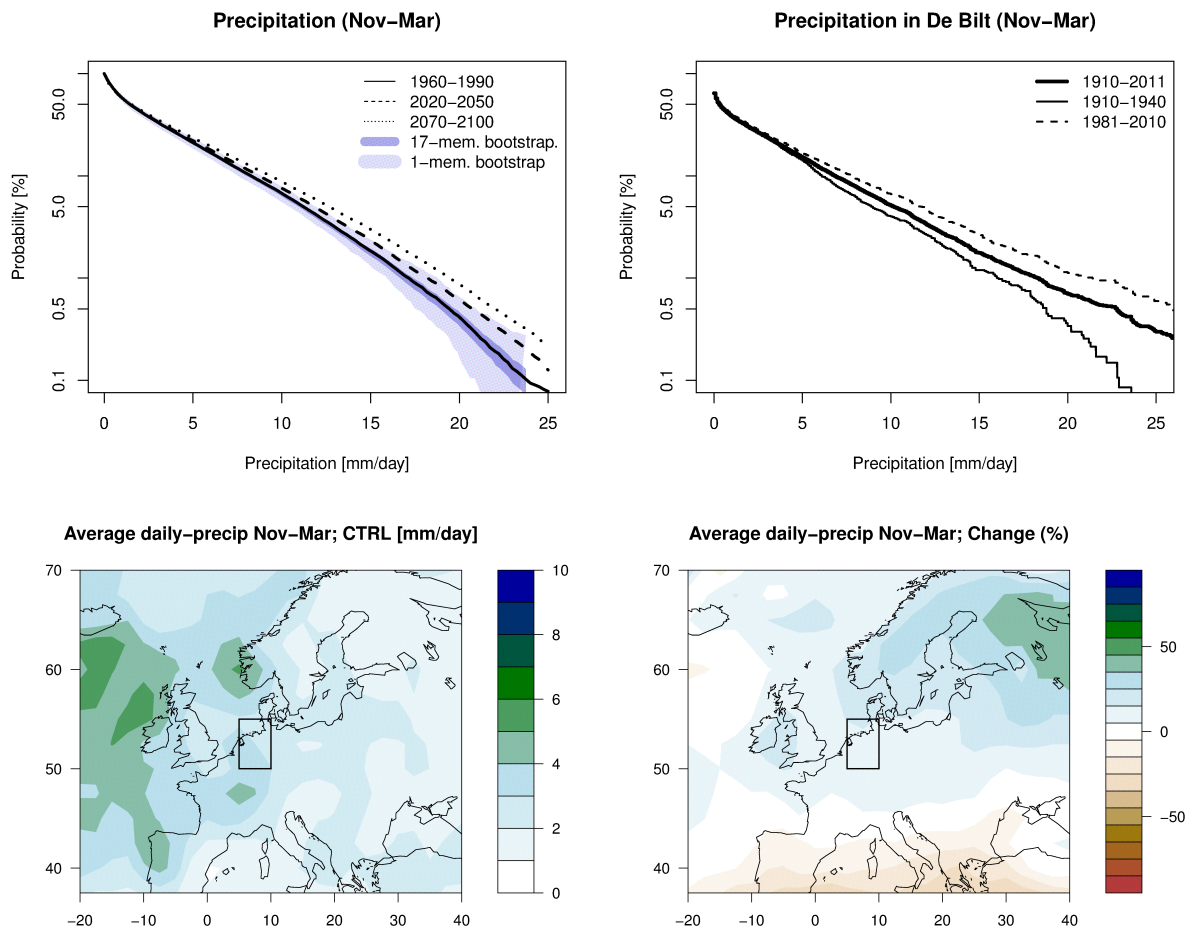 Precipitation (Nov−Mar)
50.0
5.0
0.5
0.1
Probability [%]
1960−1990
2020−2050
2070−2100
17−mem. bootstrap.
1−mem. bootstrap
0 5 10 15 20 25
Precipitation [mm/day]
Precipitation in De Bilt (Nov−Mar)
50.0
5.0
0.5
0.1
Probability [%]
1910−2011
1910−1940
1981−2010
0 5 10 15 20 25
Precipitation [mm/day]
Average daily−precip Nov−Mar; CTRL [mm/day]
70
60
50
40
−20 −10 0 10 20 30 40
10
8
6
4
2
0
Average daily−precip Nov−Mar; Change (%)
70
60
50
40
−20 −10 0 10 20 30 40
50
0
−50